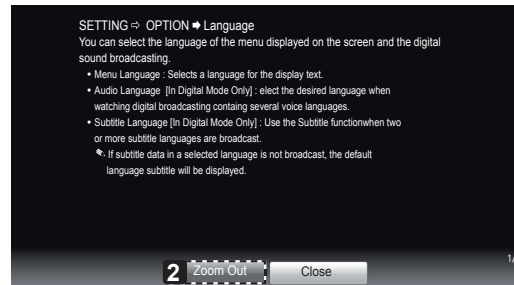 SETTING ⇨ OPTION ➡ Language
You can select the language of the menu displayed on the screen and the digital
sound broadcasting.
• Menu Language : Selects a language for the display text.
• Audio Language [In Digital Mode Only] : elect the desired language when
watching digital broadcasting containg several voice languages.
• Subtitle Language [In Digital Mode Only] : Use the Subtitle functionwhen two
or more subtitle languages are broadcast.
✎ If subtitle data in a selected language is not broadcast, the default
language subtitle will be displayed.
1/
2 Zoom Out Close